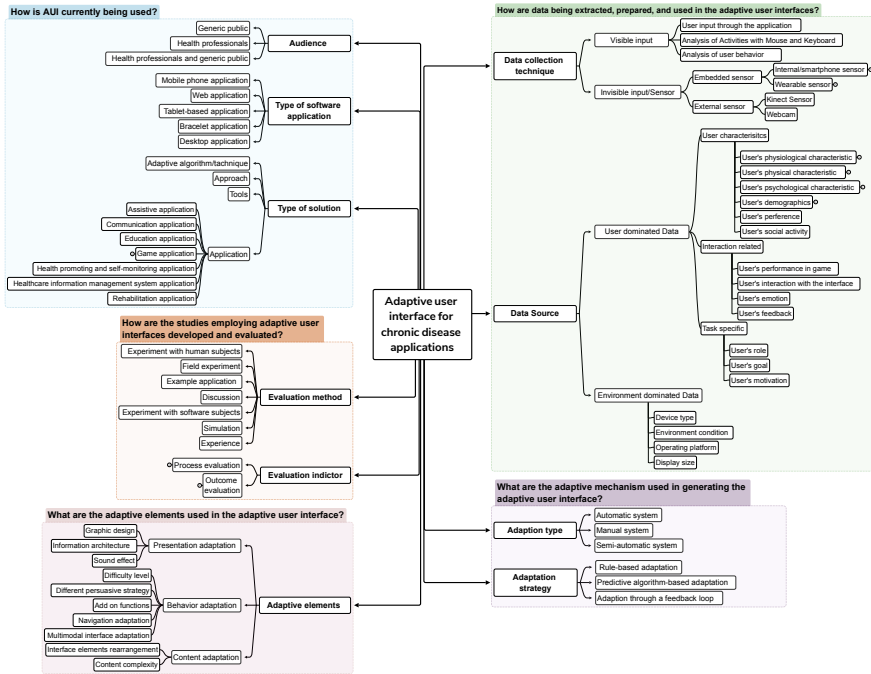 How is AUI currently being used?
Generic public
Health professionals
Health professionals and generic public
Audience
Mobile phone application
Web application
Tablet-based application
Bracelet application
Desktop application
Type of software
application
Adaptive algorithm/tachnique
Approach
Tools
Type of solution
Assistive application
Communication application
Education application
Game application
Health promoting and self-monitoring application
Healthcare information management system application
Rehabilitation application
Application
How are the studies employing adaptive user
interfaces developed and evaluated?
Experiment with human subjects
Field experiment
Example application
Discussion
Experiment with software subjects
Simulation
Experience
Evaluation method
Process evaluation
Outcome
evaluation
Evaluation indictor
What are the adaptive elements used in the adaptive user interface?
Graphic design
Information architecture
Sound effect
Presentation adaptation
Difficulty level
Different persuasive strategy
Add on functions
Navigation adaptation
Multimodal interface adaptation
Behavior adaptation
Adaptive elements
Interface elements rearrangement
Content complexity
Content adaptation
Adaptive user
interface for
chronic disease
applications
How are data being extracted, prepared, and used in the adaptive user interfaces?
Data collection
technique
Visible input
User input through the application
Analysis of Activities with Mouse and Keyboard
Analysis of user behavior
Invisible input/Sensor
Embedded sensor
Internal/smartphone sensor
Wearable sensor
External sensor
Kinect Sensor
Webcam
Data Source
User dominated Data
User characterisitcs
User's physiological characteristic
User's physical characteristic
User's psychological characteristic
User's demographics
User's perference
User's social activity
Interaction related
User's performance in game
User's interaction with the interface
User's emotion
User's feedback
Task specific
User's role
User's goal
User's motivation
Environment dominated Data
Device type
Environment condition
Operating platform
Display size
What are the adaptive mechanism used in generating the
adaptive user interface?
Adaption type
Automatic system
Manual system
Semi-automatic system
Adaptation
strategy
Rule-based adaptation
Predictive algorithm-based adaptation
Adaption through a feedback loop